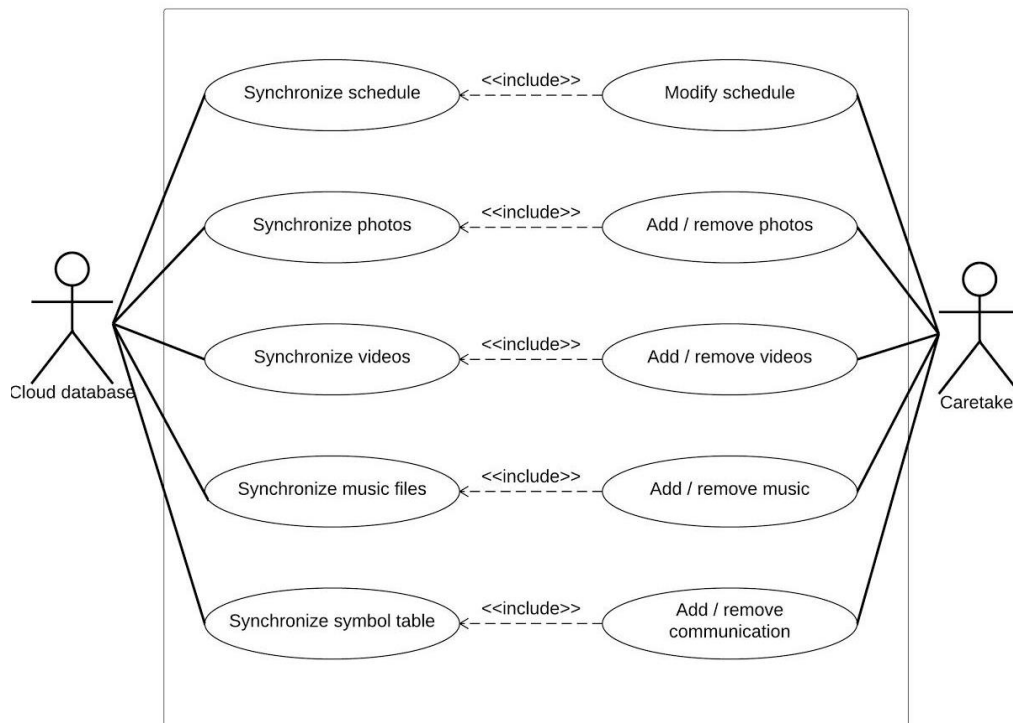 Synchronize schedule
<<include>>
Modify schedule
Synchronize photos
<<include>>
Add / remove photos
Synchronize videos
<<include>>
Add / remove videos
Cloud database
Caretake
Synchronize music files
<<include>>
Add / remove music
Synchronize symbol table
<<include>>
Add / remove
communication